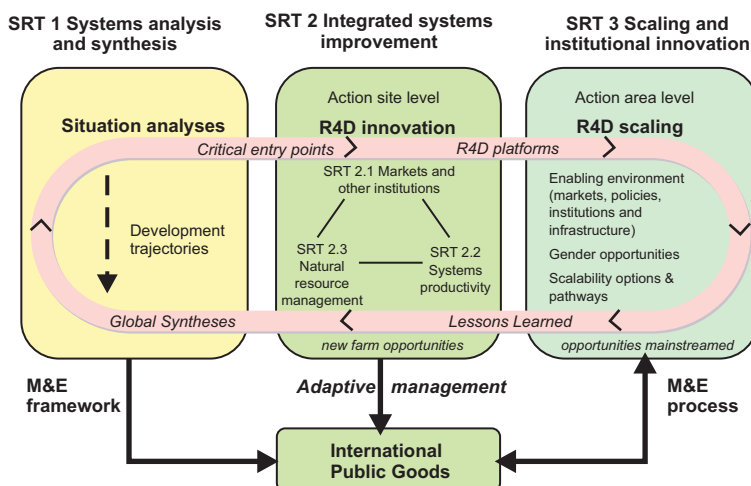 SRT 1 Systems analysis
and synthesis
SRT 2 Integrated systems
improvement
SRT 3 Scaling and
institutional innovation
Situation analyses
Action site level
R4D innovation
Action area level
R4D scaling
Critical entry points
R4D platforms
Development
trajectories
SRT 2.1 Markets and
other institutions
SRT 2.3
Natural
resource
management
SRT 2.2
Systems
productivity
Enabling environment
(markets, policies,
institutions and
infrastructure)
Gender opportunities
Scalability options &
pathways
Global Syntheses
Lessons Learned
new farm opportunities
opportunities mainstreamed
M&E
framework
Adaptive management
M&E
process
International
Public Goods